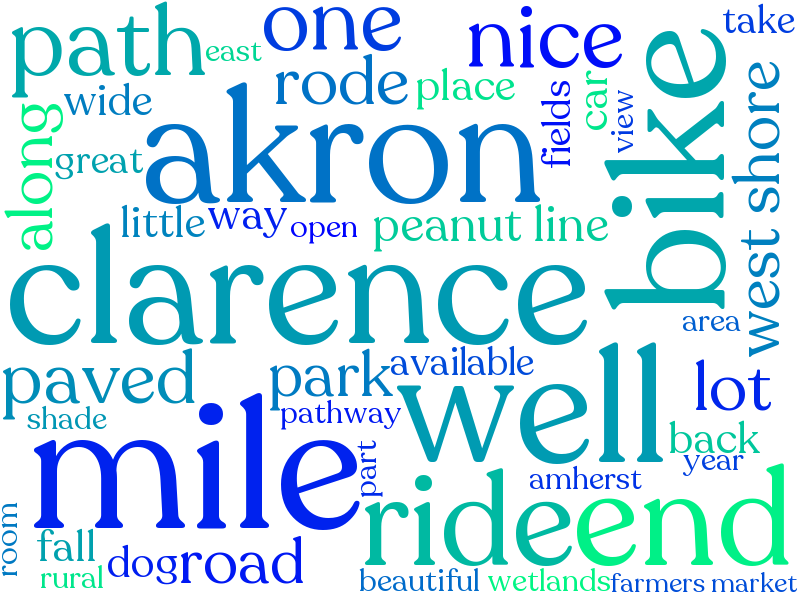 path
east
one
nice
take
wide
rode
place
fields
car
view
bike
along
great
akron
west shore
little
way
open
peanut line
clarence
area
paved
park
available
well
lot
shade
pathway
back
mile
part
year
amherst
ride
end
room
fall
dog
road
rural
beautiful
wetlands
farmers market